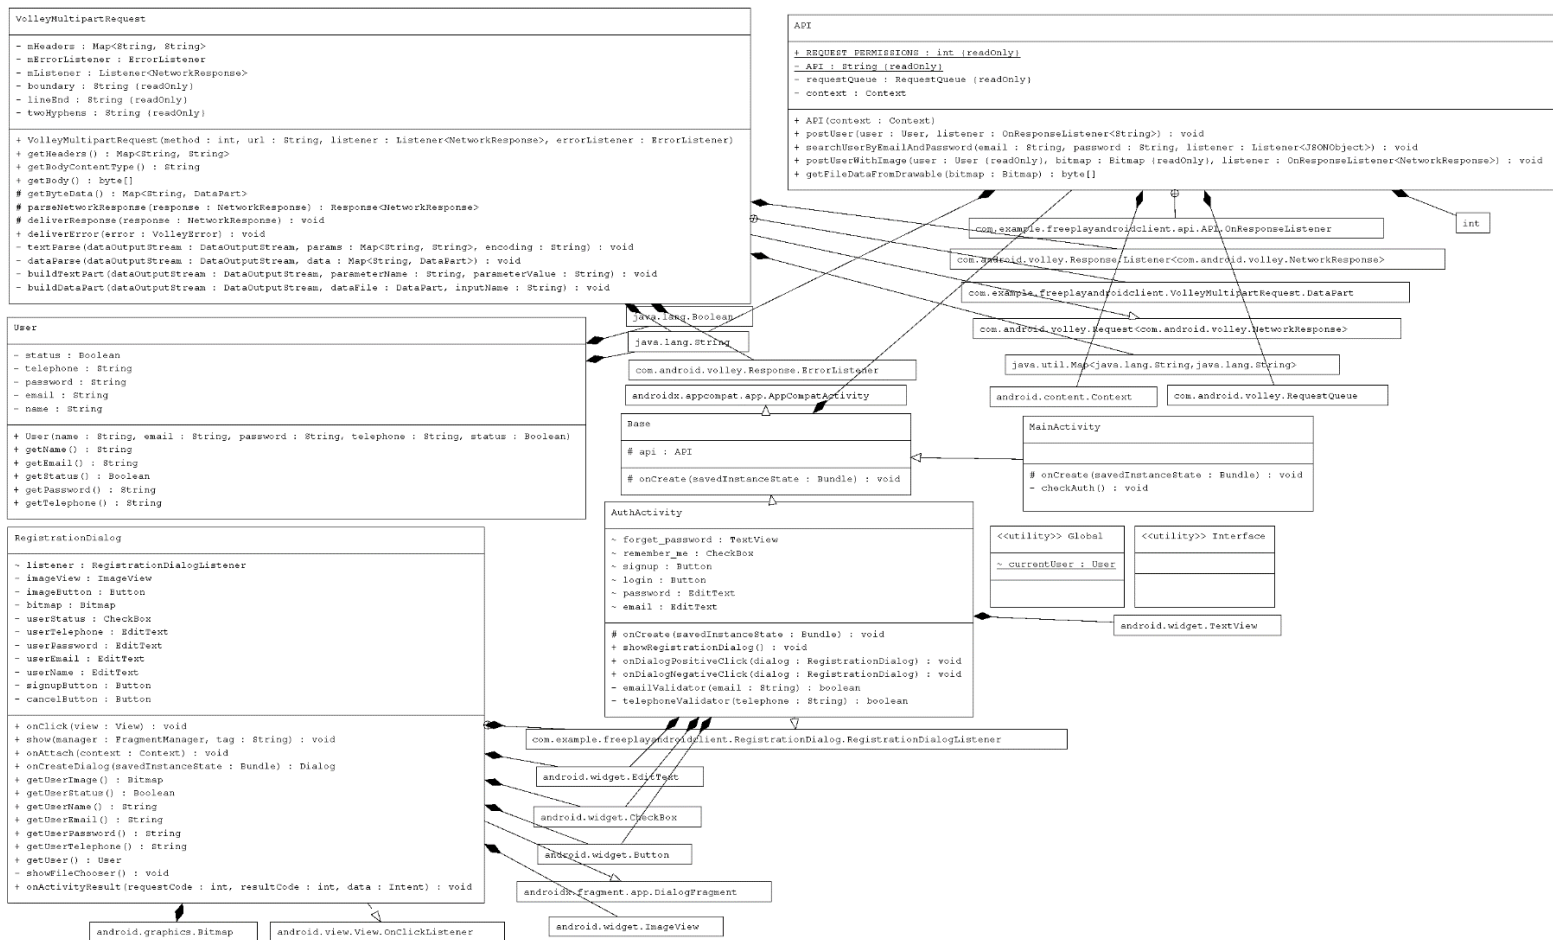 VolleyMultipartRequest
- mHeaders : Map<String, String>
- mErrorListener : ErrorListener
- mListener : Listener<NetworkResponse>
- boundary : String {readOnly}
- lineEnd : String {readOnly}
- twoHyphens : String {readOnly}
+ VolleyMultipartRequest(method : int, url : String, listener : Listener<NetworkResponse>, errorListener : ErrorListener)
+ getHeaders() : Map<String, String>
+ getBodyContentType() : String
+ getBody() : byte[]
# getByteData() : Map<String, DataPart>
# parseNetworkResponse(response : NetworkResponse) : Response<NetworkResponse>
# deliverResponse(response : NetworkResponse) : void
+ deliverError(error : VolleyError) : void
- textParse(dataOutputStream : DataOutputStream, params : Map<String, String>, encoding : String) : void
- dataParse(dataOutputStream : DataOutputStream, data : Map<String, DataPart>) : void
- buildTextPart(dataOutputStream : DataOutputStream, parameterName : String, parameterValue : String) : void
- buildDataPart(dataOutputStream : DataOutputStream, dataFile : DataPart, inputName : String) : void
API
+ REQUEST_PERMISSIONS : int {readOnly}
- API : String {readOnly}
- requestQueue : RequestQueue {readOnly}
- context : Context
+ API(context : Context)
+ postUser(user : User, listener : OnResponseListener<String>) : void
+ searchUserByEmailAndPassword(email : String, password : String, listener : Listener<JSONObject>) : void
+ postUserWithImage(user : User {readOnly}, bitmap : Bitmap {readOnly}, listener : OnResponseListener<NetworkResponse>) : void
+ getFileDataFromDrawable(bitmap : Bitmap) : byte[]
int
com.example.freeplayandroidclient.api.API.OnResponseListener
com.android.volley.Response.Listener<com.android.volley.NetworkResponse>
com.example.freeplayandroidclient.VolleyMultipartRequest.DataPart
com.android.volley.Request<com.android.volley.NetworkResponse>
java.util.Map<java.lang.String,java.lang.String>
android.content.Context
com.android.volley.RequestQueue
java.lang.Boolean
java.lang.String
com.android.volley.Response.ErrorListener
androidx.appcompat.app.AppCompatActivity
User
- status : Boolean
- telephone : String
- password : String
- email : String
- name : String
+ User(name : String, email : String, password : String, telephone : String, status : Boolean)
+ getName() : String
+ getEmail() : String
+ getStatus() : Boolean
+ getPassword() : String
+ getTelephone() : String
Base
# api : API
# onCreate(savedInstanceState : Bundle) : void
MainActivity
# onCreate(savedInstanceState : Bundle) : void
- checkAuth() : void
AuthActivity
~ forget_password : TextView
~ remember_me : CheckBox
~ signup : Button
~ login : Button
~ password : EditText
~ email : EditText
# onCreate(savedInstanceState : Bundle) : void
+ showRegistrationDialog() : void
+ onDialogPositiveClick(dialog : RegistrationDialog) : void
+ onDialogNegativeClick(dialog : RegistrationDialog) : void
- emailValidator(email : String) : boolean
- telephoneValidator(telephone : String) : boolean
<<utility>> Global
~ currentUser : User
<<utility>> Interface
android.widget.TextView
RegistrationDialog
~ listener : RegistrationDialogListener
- imageView : ImageView
- imageButton : Button
- bitmap : Bitmap
- userStatus : CheckBox
- userTelephone : EditText
- userPassword : EditText
- userEmail : EditText
- userName : EditText
- signupButton : Button
- cancelButton : Button
+ onClick(view : View) : void
+ show(manager : FragmentManager, tag : String) : void
+ onAttach(context : Context) : void
+ onCreateDialog(savedInstanceState : Bundle) : Dialog
+ getUserImage() : Bitmap
+ getUserStatus() : Boolean
+ getUserName() : String
+ getUserEmail() : String
+ getUserPassword() : String
+ getUserTelephone() : String
+ getUser() : User
- showFileChooser() : void
+ onActivityResult(requestCode : int, resultCode : int, data : Intent) : void
com.example.freeplayandroidclient.RegistrationDialog.RegistrationDialogListener
android.widget.EditText
android.widget.CheckBox
android.widget.Button
androidx.fragment.app.DialogFragment
android.widget.ImageView
android.graphics.Bitmap
android.view.View.OnClickListener